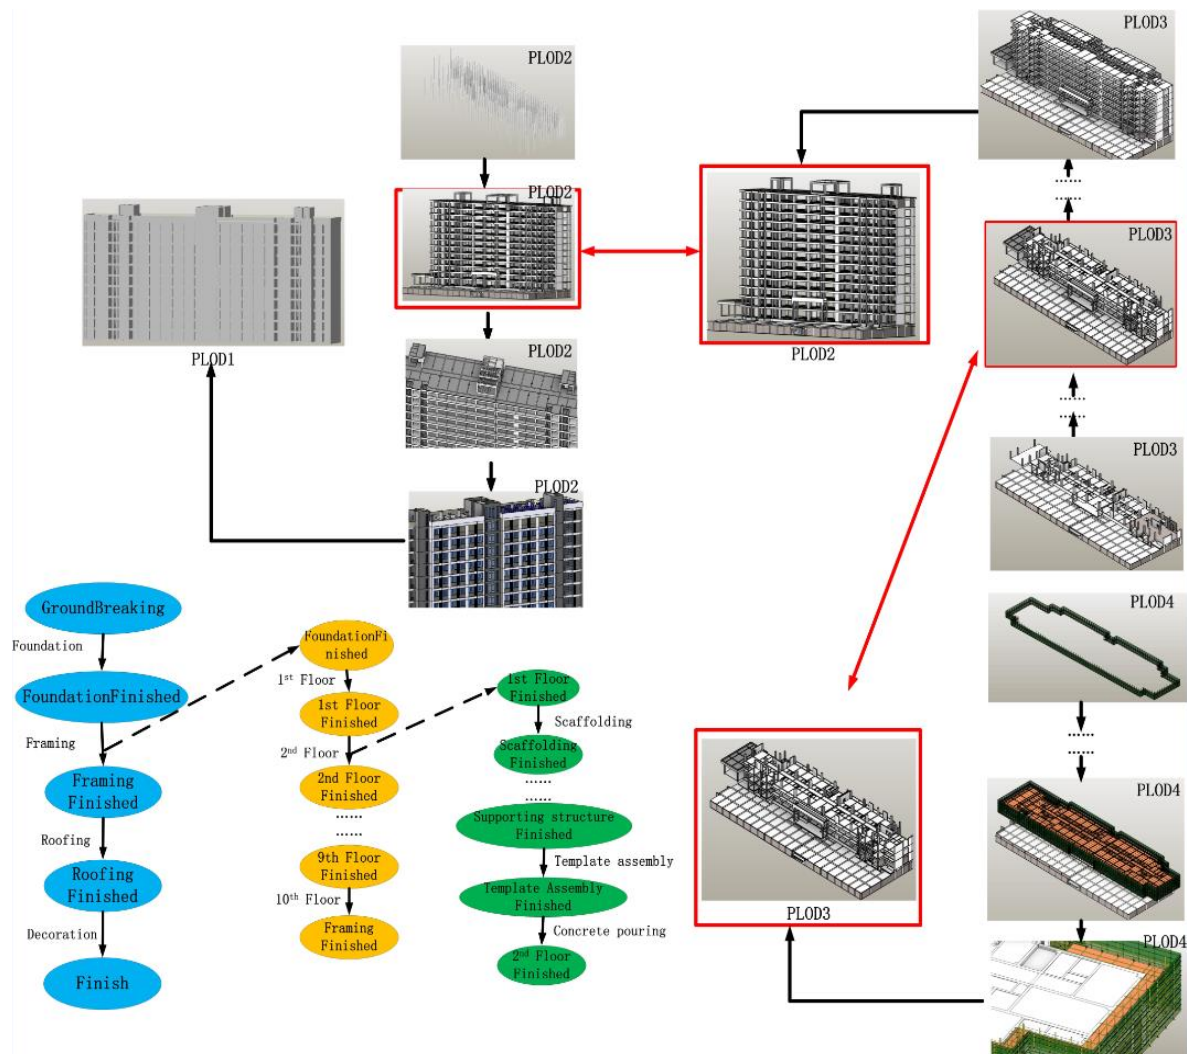 PLOD2
PLOD2
PLOD1
PLOD2
PLOD2
PLOD2
PLOD3
......
......
PLOD3
......
......
PLOD3
PLOD4
......
......
PLOD4
PLOD4
PLOD3
GroundBreaking
Foundation
FoundationFinished
Framing
Framing
Finished
Roofing
Roofing
Finished
Decoration
Finish
FoundationFi
nished
1st Floor
1st Floor
Finished
2nd Floor
2nd Floor
Finished
......
......
9th Floor
Finished
10th Floor
Framing
Finished
1st Floor
Finished
Scaffolding
Scaffolding
Finished
......
......
Supporting structure
Finished
Template assembly
Template Assembly
Finished
Concrete pouring
2nd Floor
Finished